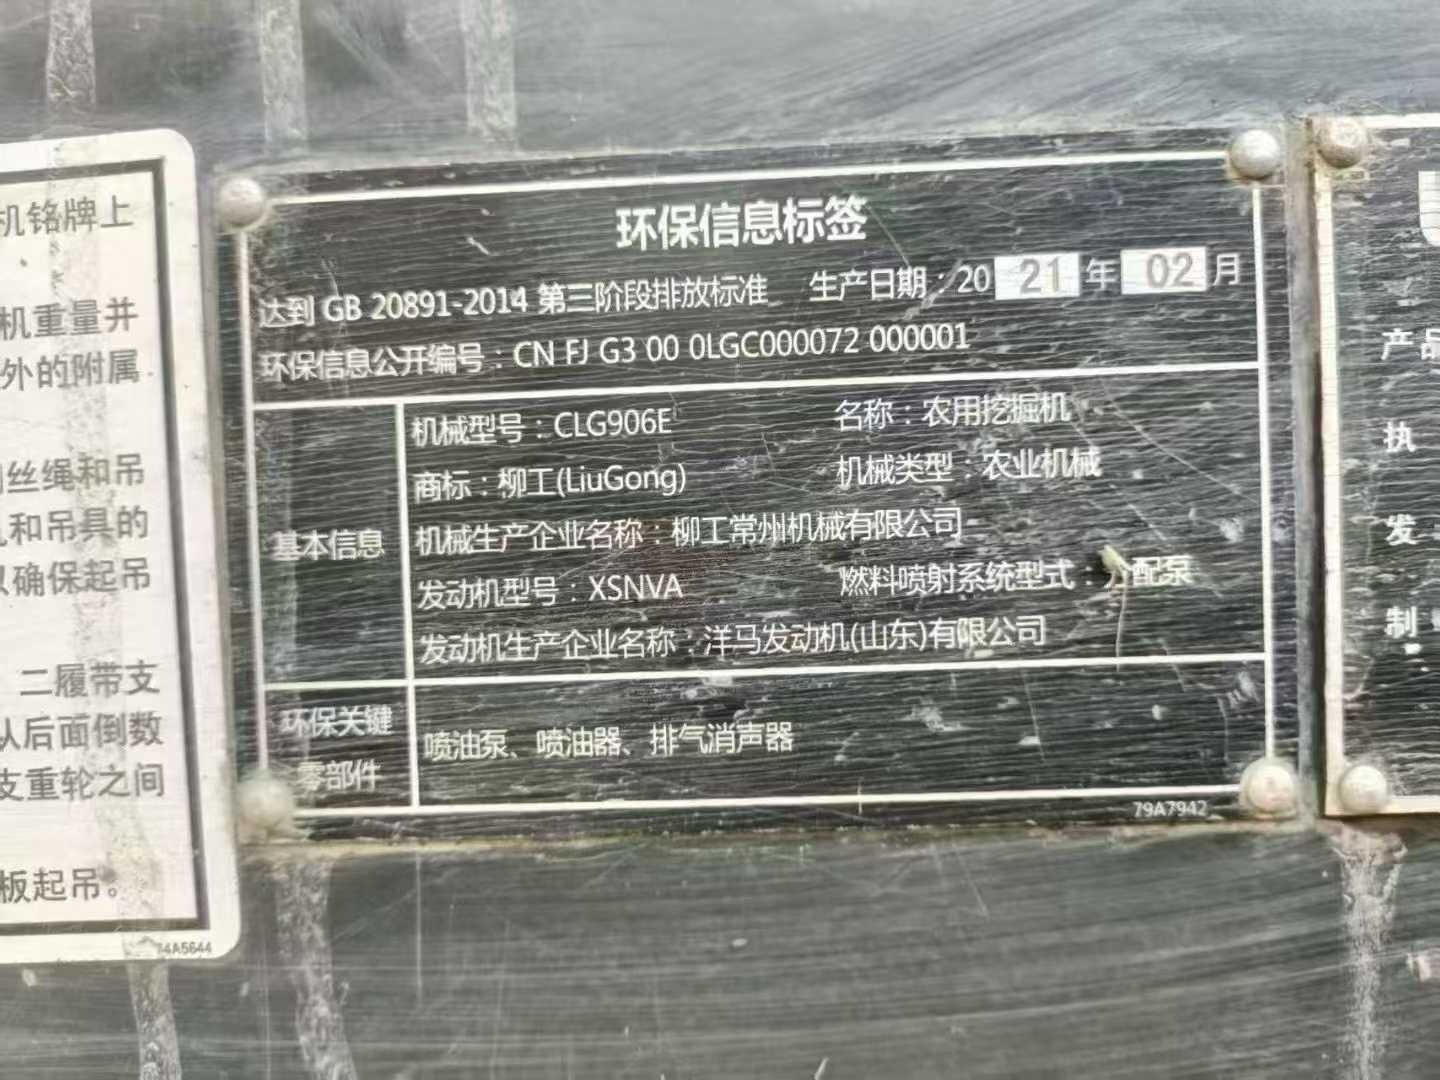 机铭牌上
机重量并
外的附属
丝绳和吊
和吊具的
以确保起吊
二履带支
从后面倒数
支重轮之间
板起吊。
74A5644
环保信息标签
达到 GB 20891-2014 第三阶段排放标准 生产日期：20 21 年 02 月
环保信息公开编号：CN FJ G3 00 0LGC000072 000001
基本信息
机械型号：CLG906E 名称：农用挖掘机
商标：柳工(LiuGong) 机械类型：农业机械
机械生产企业名称：柳工常州机械有限公司
发动机型号：XSNVA 燃料喷射系统型式：分配泵
发动机生产企业名称：洋马发动机(山东)有限公司
环保关键
零部件
喷油泵、喷油器、排气消声器
79A7942
产品
执
发
制